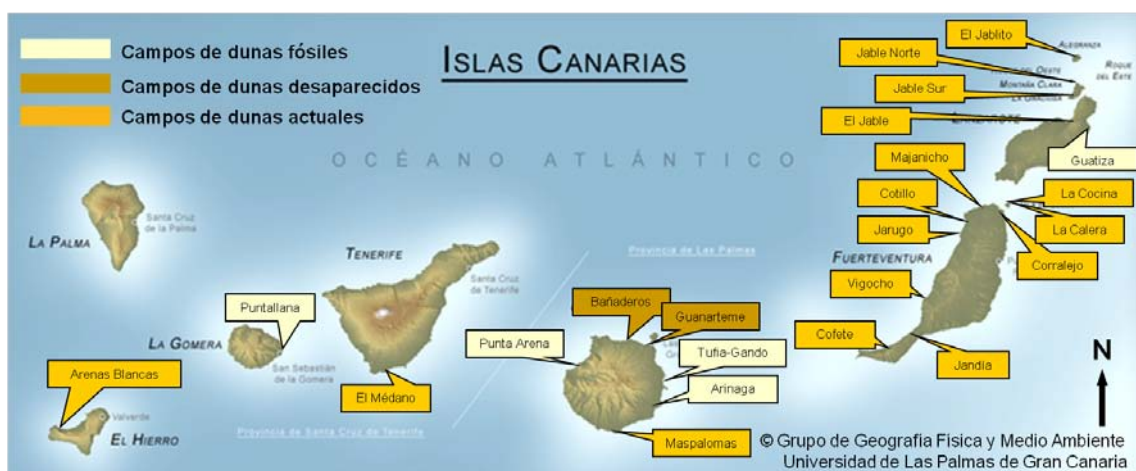 ISLAS CANARIAS
Campos de dunas fósiles
Campos de dunas desaparecidos
Campos de dunas actuales
OCÉANO ATLÁNTICO
El Jablito
ALEGRANZA
Jable Norte
ROQUE DEL ESTE
MONTAÑA CLARA
Jable Sur
LA GRACIOSA
El Jable
Guatiza
Majanicho
La Cocina
Cotillo
La Calera
Jarugo
Corralejo
FUERTEVENTURA
Vigocho
Cofete
Jandía
LA PALMA
Santa Cruz
de la Palma
TENERIFE
Santa Cruz
de Tenerife
Provincia de Las Palmas
Puntallana
LA GOMERA
San Sebastián
de la Gomera
Arenas Blancas
El Médano
Valverde
EL HIERRO
Provincia de Santa Cruz de Tenerife
Bañaderos
Guanarteme
Punta Arena
Tufia-Gando
Arinaga
Maspalomas
N
© Grupo de Geografía Física y Medio Ambiente
Universidad de Las Palmas de Gran Canaria